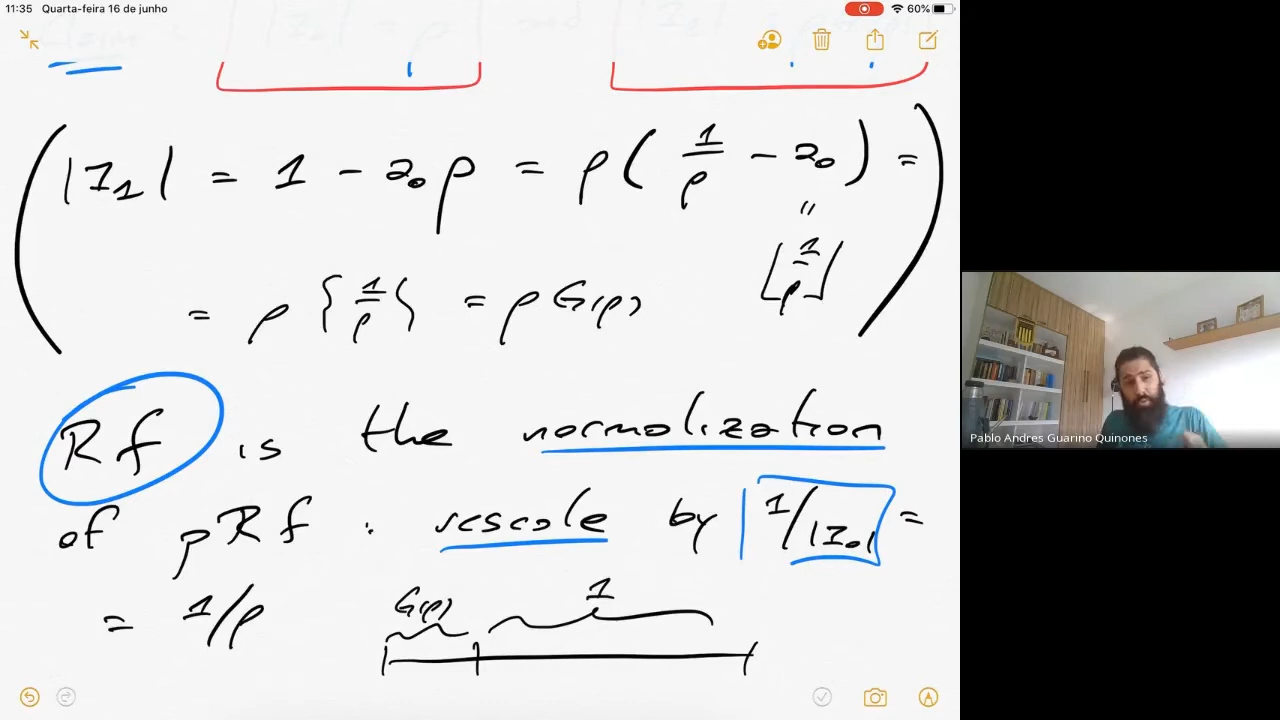 11:35 Quarta-feira 16 de junho
60%
|I₁| = 1 - a₀ρ = ρ( 1/ρ - a₀ ) =
" 
⌊1/ρ⌋
= ρ {1/ρ} = ρ G(ρ)
Rf is the normalization
of pRf : rescale by | 1/|I₀| =
= 1/ρ
G(ρ) 1
Pablo Andres Guarino Quinones